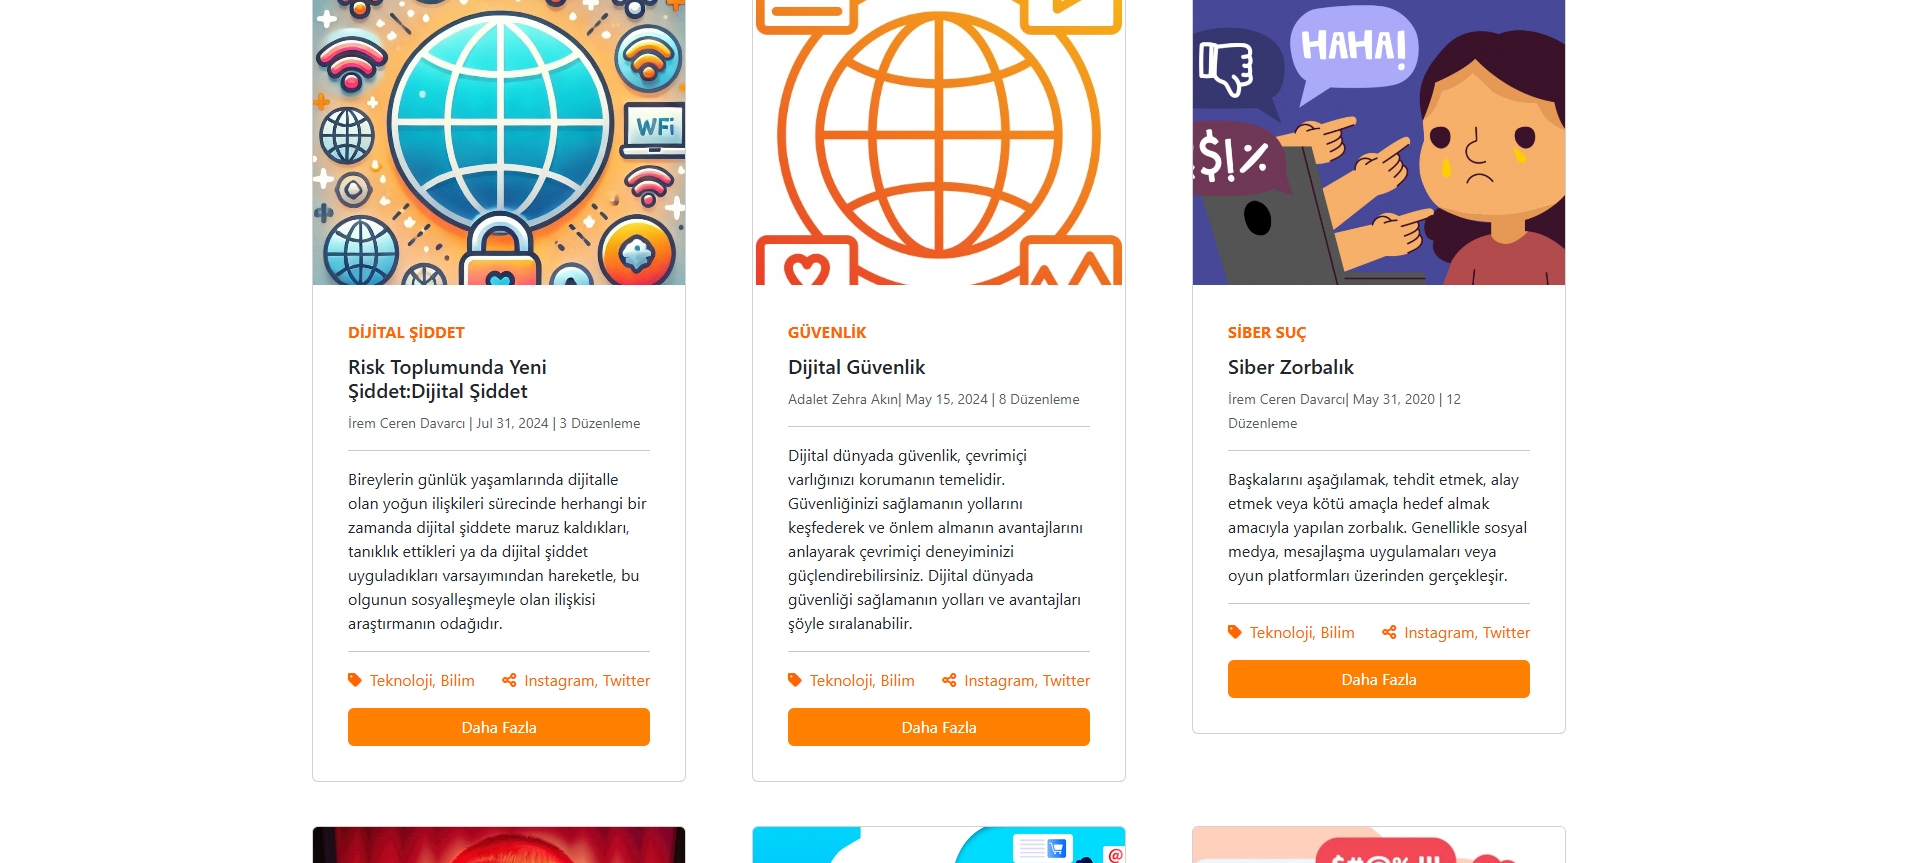 WFi
HAHA!
$!%
DİJİTAL ŞİDDET
Risk Toplumunda Yeni
Şiddet:Dijital Şiddet
İrem Ceren Davarcı | Jul 31, 2024 | 3 Düzenleme
Bireylerin günlük yaşamlarında dijitalle
olan yoğun ilişkileri sürecinde herhangi bir
zamanda dijital şiddete maruz kaldıkları,
tanıklık ettikleri ya da dijital şiddet
uyguladıkları varsayımından hareketle, bu
olgunun sosyalleşmeyle olan ilişkisi
araştırmanın odağıdır.
Teknoloji, Bilim
Instagram, Twitter
Daha Fazla
GÜVENLİK
Dijital Güvenlik
Adalet Zehra Akın| May 15, 2024 | 8 Düzenleme
Dijital dünyada güvenlik, çevrimiçi
varlığınızı korumanın temelidir.
Güvenliğinizi sağlamanın yollarını
keşfederek ve önlem almanın avantajlarını
anlayarak çevrimiçi deneyiminizi
güçlendirebilirsiniz. Dijital dünyada
güvenliği sağlamanın yolları ve avantajları
şöyle sıralanabilir.
Teknoloji, Bilim
Instagram, Twitter
Daha Fazla
SİBER SUÇ
Siber Zorbalık
İrem Ceren Davarcı| May 31, 2020 | 12
Düzenleme
Başkalarını aşağılamak, tehdit etmek, alay
etmek veya kötü amaçla hedef almak
amacıyla yapılan zorbalık. Genellikle sosyal
medya, mesajlaşma uygulamaları veya
oyun platformları üzerinden gerçekleşir.
Teknoloji, Bilim
Instagram, Twitter
Daha Fazla
@